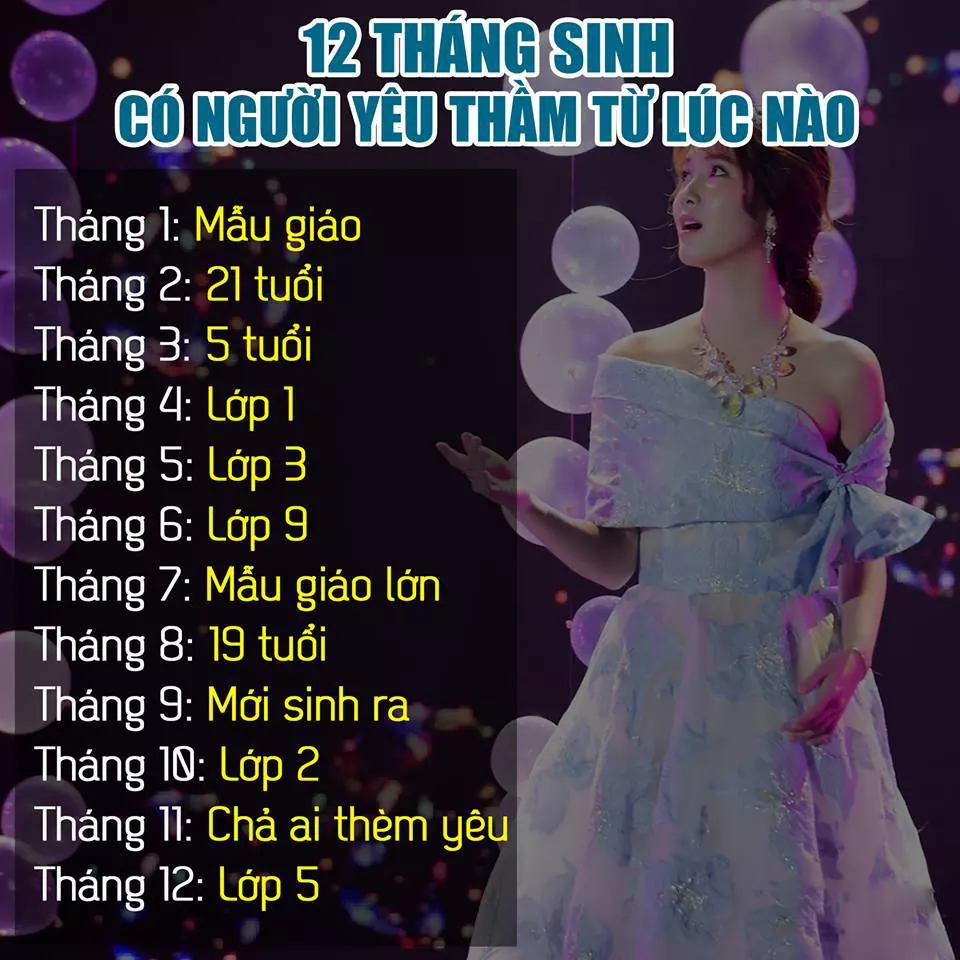 12 THÁNG SINH
CÓ NGƯỜI YÊU THẦM TỪ LÚC NÀO
Tháng 1: Mẫu giáo
Tháng 2: 21 tuổi
Tháng 3: 5 tuổi
Tháng 4: Lớp 1
Tháng 5: Lớp 3
Tháng 6: Lớp 9
Tháng 7: Mẫu giáo lớn
Tháng 8: 19 tuổi
Tháng 9: Mới sinh ra
Tháng 10: Lớp 2
Tháng 11: Chả ai thèm yêu
Tháng 12: Lớp 5